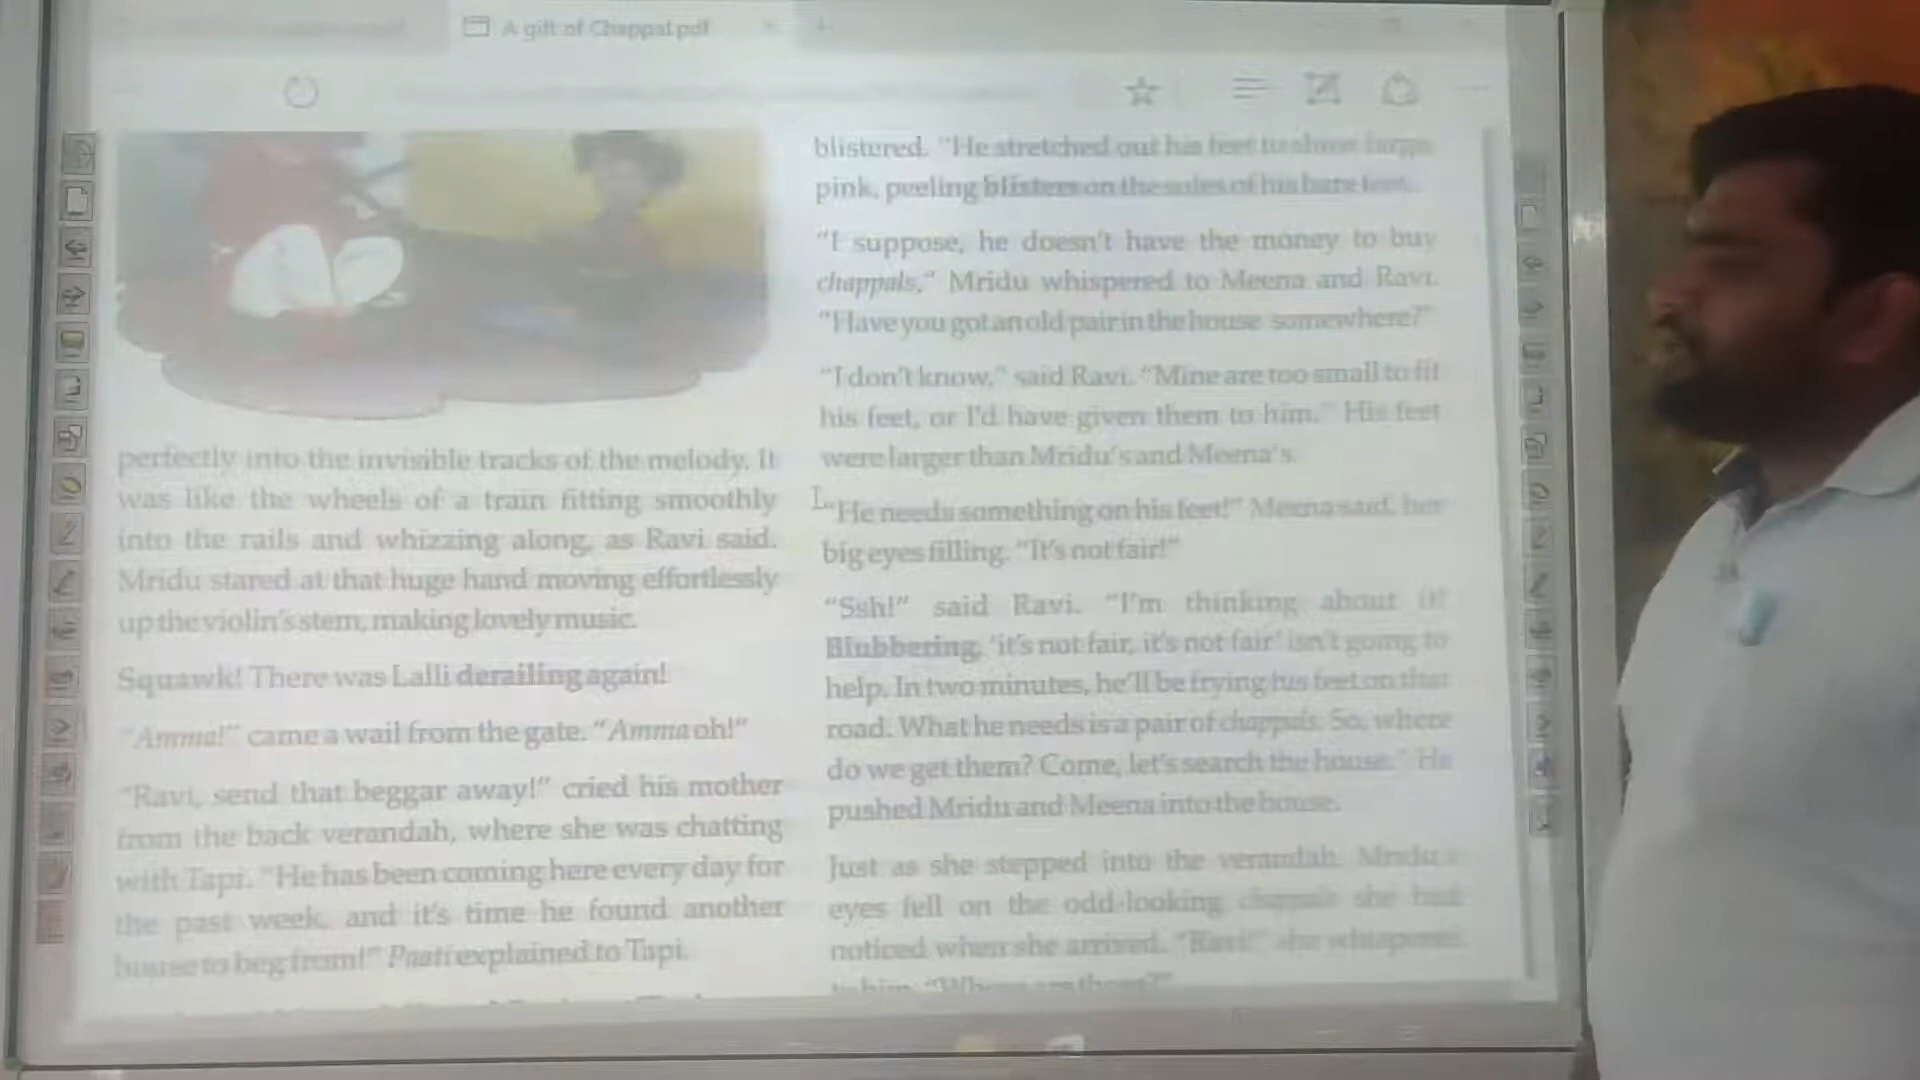 A gift of Chappal.pdf
perfectly into the invisible tracks of the melody. It
was like the wheels of a train fitting smoothly
into the rails and whizzing along, as Ravi said.
Mridu stared at that huge hand moving effortlessly
up the violin's stem, making lovely music.
Squawk! There was Lalli derailing again!
"Amma!" came a wail from the gate. "Amma oh!"
"Ravi, send that beggar away!" cried his mother
from the back verandah, where she was chatting
with Tapi. "He has been coming here every day for
the past week, and it's time he found another
house to beg from!" Paati explained to Tapi.
blistered. "He stretched out his feet to show large
pink, peeling blisters on the soles of his bare feet.
"I suppose, he doesn't have the money to buy
chappals," Mridu whispered to Meena and Ravi.
"Have you got an old pair in the house somewhere?"
"I don't know," said Ravi. "Mine are too small to fit
his feet, or I'd have given them to him." His feet
were larger than Mridu's and Meena's.
"He needs something on his feet!" Meena said, her
big eyes filling. "It's not fair!"
"Ssh!" said Ravi. "I'm thinking about it!
Blubbering, 'it's not fair, it's not fair' isn't going to
help. In two minutes, he'll be frying his feet on that
road. What he needs is a pair of chappals. So, where
do we get them? Come, let's search the house." He
pushed Mridu and Meena into the house.
Just as she stepped into the verandah, Mridu's
eyes fell on the odd-looking chappals she had
noticed when she arrived. "Ravi!" she whispered
to him. "Whose are those?"